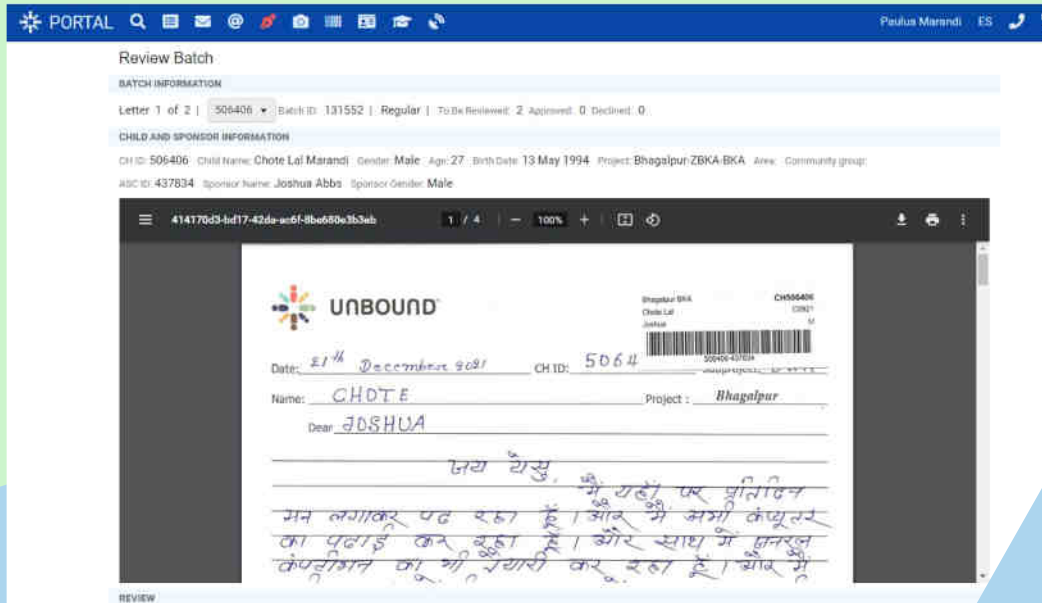 PORTAL
Paulus Marandi ES
Review Batch
BATCH INFORMATION
Letter 1 of 2 | 506406 Batch ID: 131552 | Regular | To Be Reviewed: 2 Approved: 0 Declined: 0
CHILD AND SPONSOR INFORMATION
CH ID: 506406 Child Name: Chote Lal Marandi Gender: Male Age: 27 Birth Date: 13 May 1994 Project: Bhagalpur-ZBKA-BKA Area: Community group:
ASC ID: 437834 Sponsor Name: Joshua Abbs Sponsor Gender: Male
414170d3-bd17-42da-ac6f-8be680e3b3eb 1 / 4 100%
UNBOUND
Bhagalpur BKA CH506406
Chote Lal
Joshua M
506406-437834
Date: 21th December 2021 CH ID: 5064
Name: CHOTE Project : Bhagalpur
Dear JOSHUA
जय येसु
मैं यहाँ पर प्रतिदिन
मन लगाकर पढ रहा हूँ। और मैं अभी कंप्यूटर
का पढाई कर रहा हूँ। और साथ में जनरल
कंपटीशन का भी तैयारी कर रहा हूँ। और मैं
REVIEW